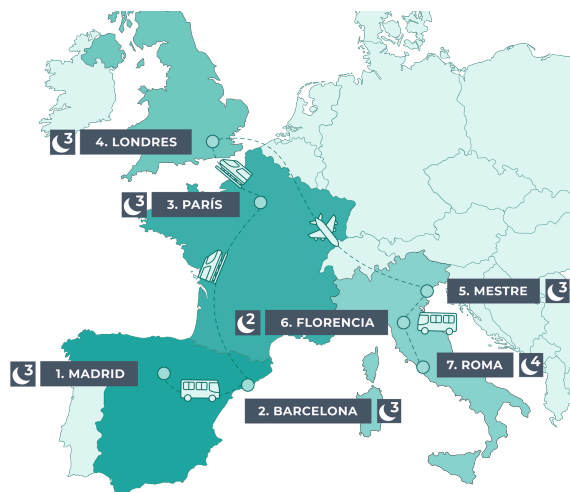 3 4. LONDRES
3 3. PARÍS
5. MESTRE 3
2 6. FLORENCIA
7. ROMA 4
3 1. MADRID
2. BARCELONA 3